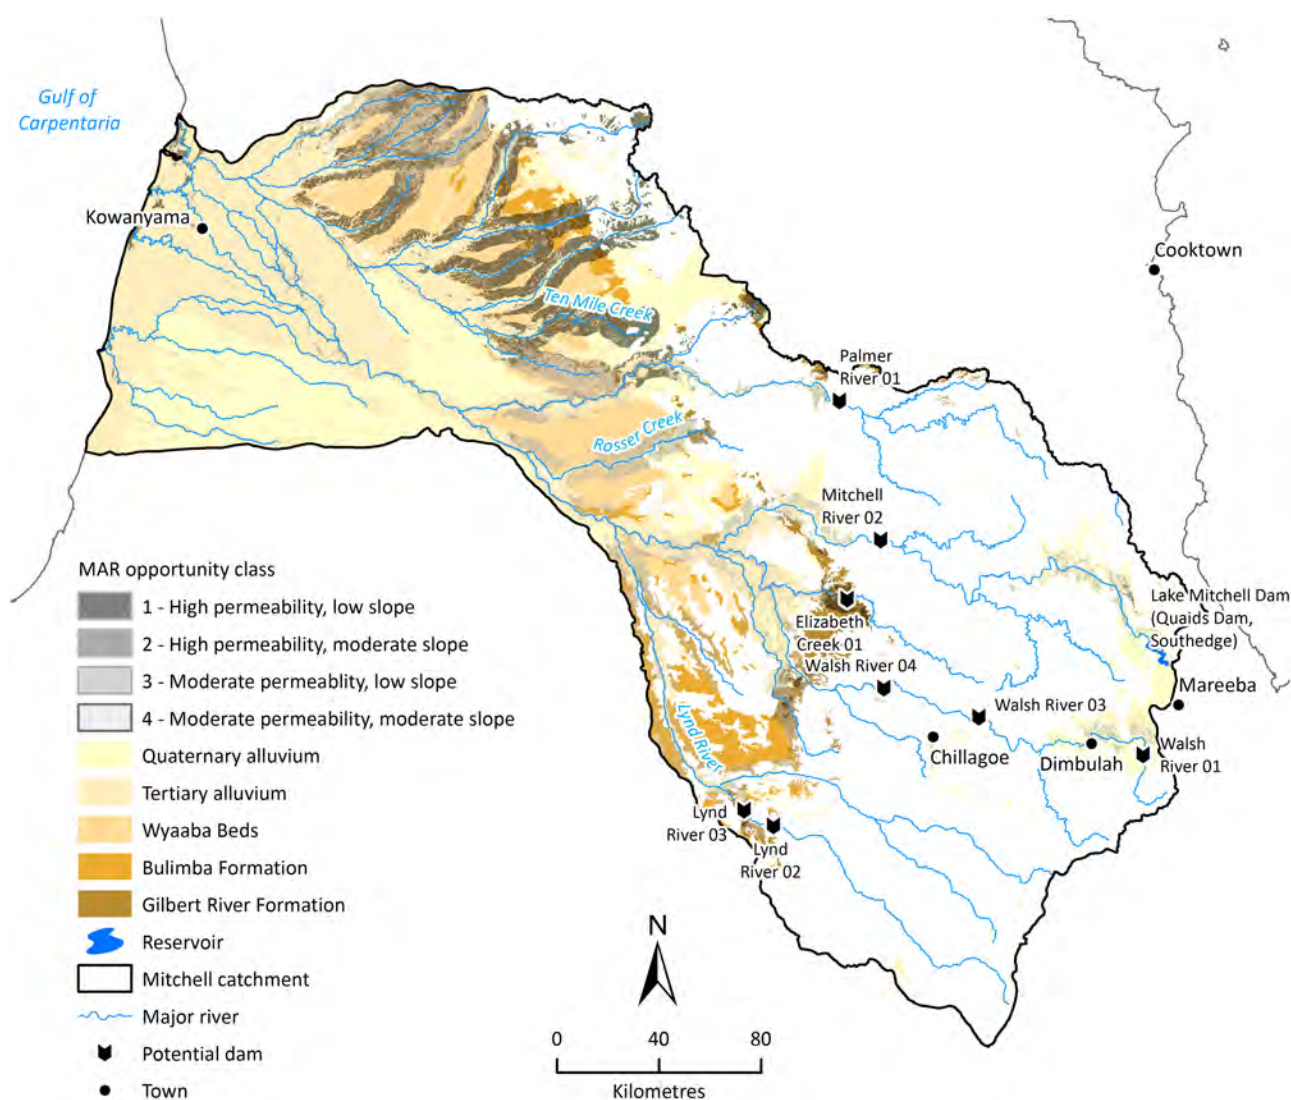 Gulf of
Carpentaria
Kowanyama
Cooktown
Ten Mile Creek
Palmer
River 01
Rosser Creek
Mitchell
River 02
Lake Mitchell Dam
(Quaids Dam,
Southedge)
Elizabeth
Creek 01
Walsh River 04
Mareeba
Walsh River 03
Lynd River
Chillagoe
Dimbulah
Walsh
River 01
Lynd
River 03
Lynd
River 02
MAR opportunity class
1 - High permeability, low slope
2 - High permeability, moderate slope
3 - Moderate permeablity, low slope
4 - Moderate permeability, moderate slope
Quaternary alluvium
Tertiary alluvium
Wyaaba Beds
Bulimba Formation
Gilbert River Formation
Reservoir
Mitchell catchment
Major river
Potential dam
Town
N
0 40 80
Kilometres